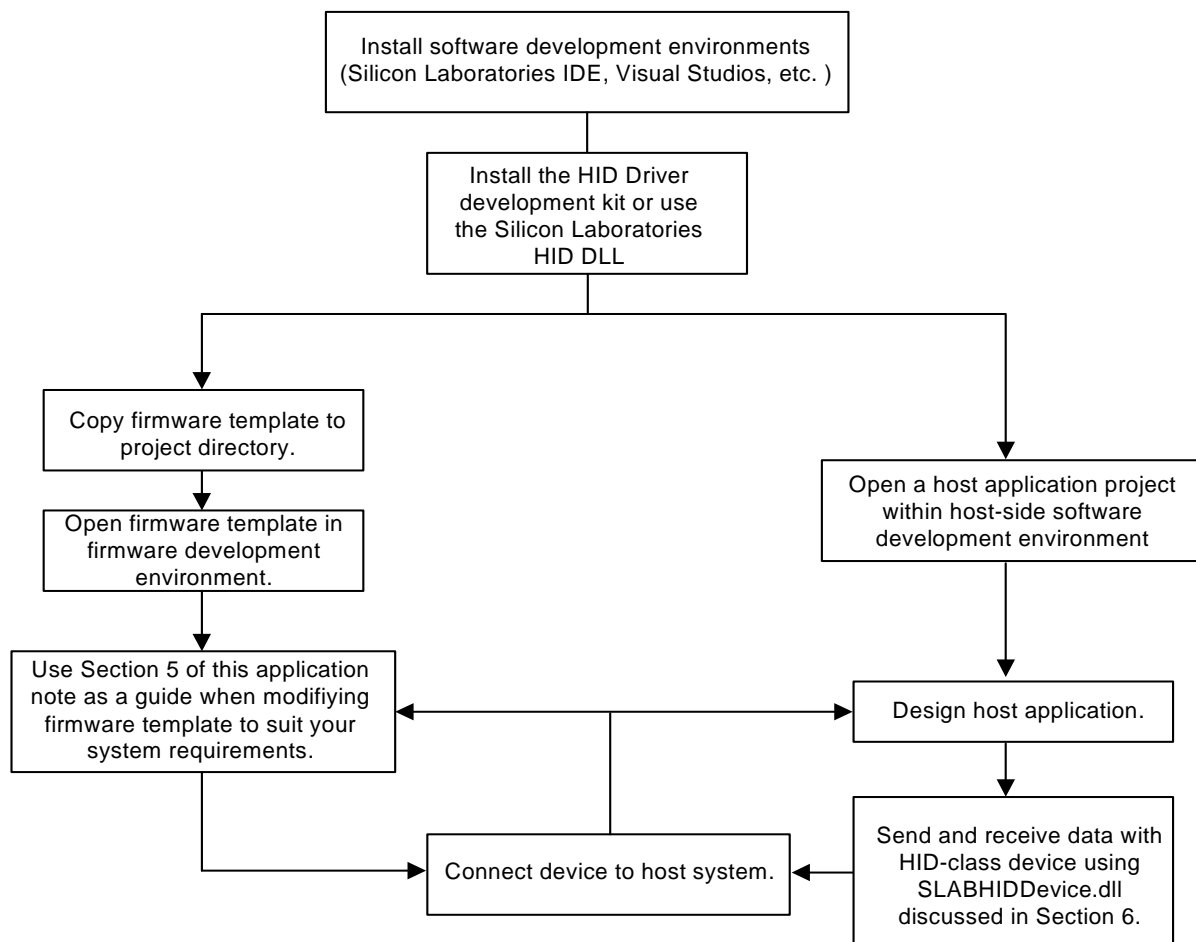 Install software development environments
(Silicon Laboratories IDE, Visual Studios, etc. )
Install the HID Driver
development kit or use
the Silicon Laboratories
HID DLL
Copy firmware template to
project directory.
Open firmware template in
firmware development
environment.
Use Section 5 of this application
note as a guide when modifiying
firmware template to suit your
system requirements.
Open a host application project
within host-side software
development environment
Design host application.
Send and receive data with
HID-class device using
SLABHIDDevice.dll
discussed in Section 6.
Connect device to host system.